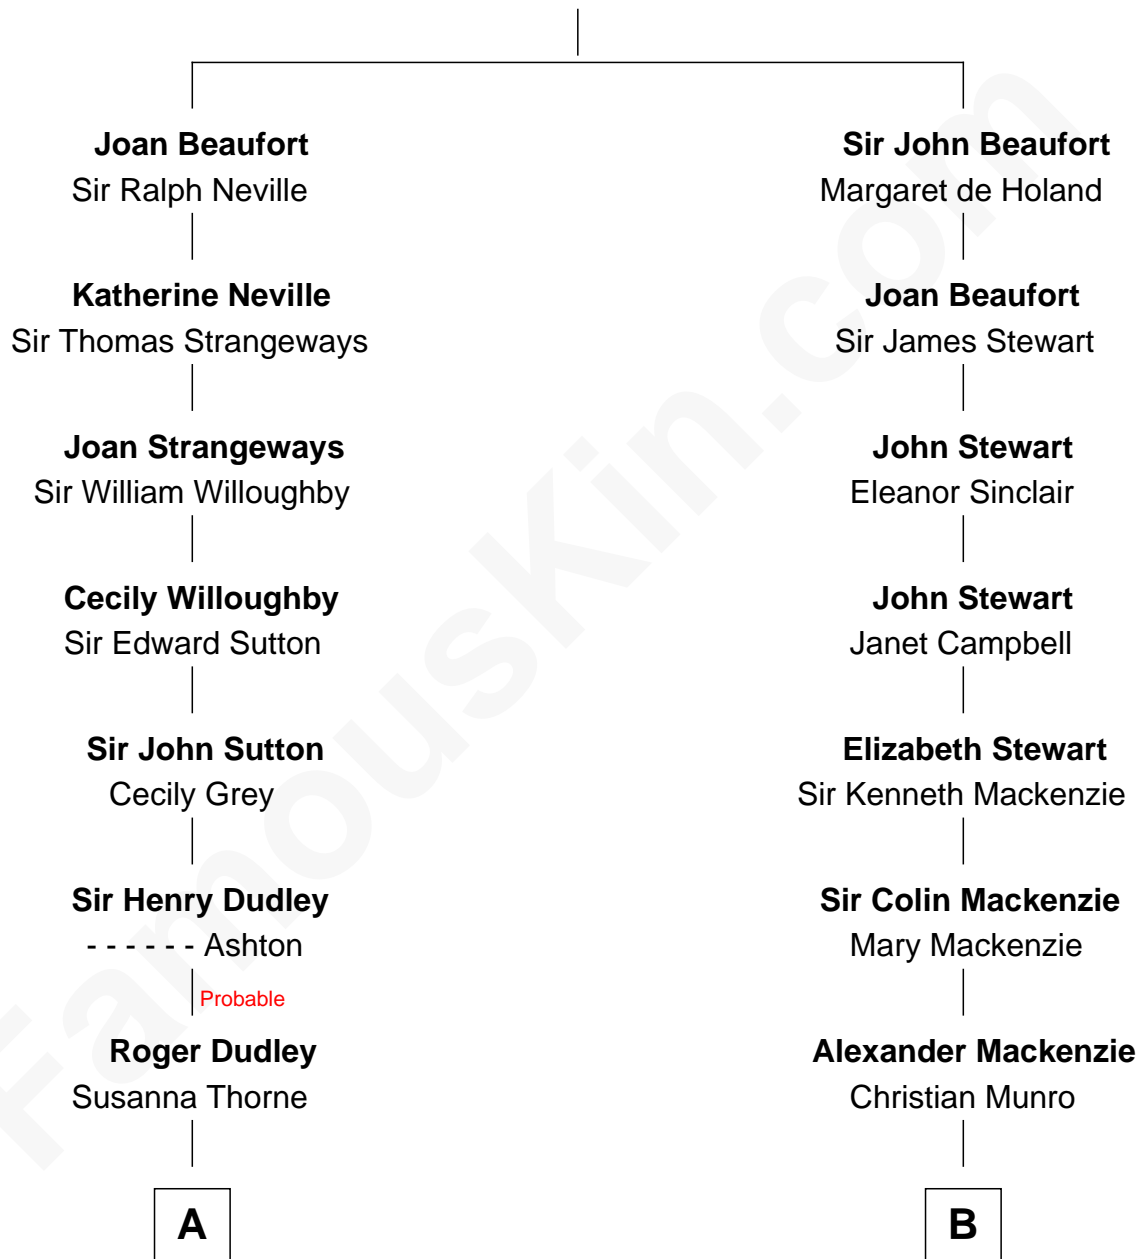 Joan Beaufort
Sir Ralph Neville
Katherine Neville
Sir Thomas Strangeways
Joan Strangeways
Sir William Willoughby
Cecily Willoughby
Sir Edward Sutton
Sir John Sutton
Cecily Grey
Sir Henry Dudley
- - - - - - Ashton
Probable
Roger Dudley
Susanna Thorne
A
Sir John Beaufort
Margaret de Holand
Joan Beaufort
Sir James Stewart
John Stewart
Eleanor Sinclair
John Stewart
Janet Campbell
Elizabeth Stewart
Sir Kenneth Mackenzie
Sir Colin Mackenzie
Mary Mackenzie
Alexander Mackenzie
Christian Munro
B
FamousKin.com